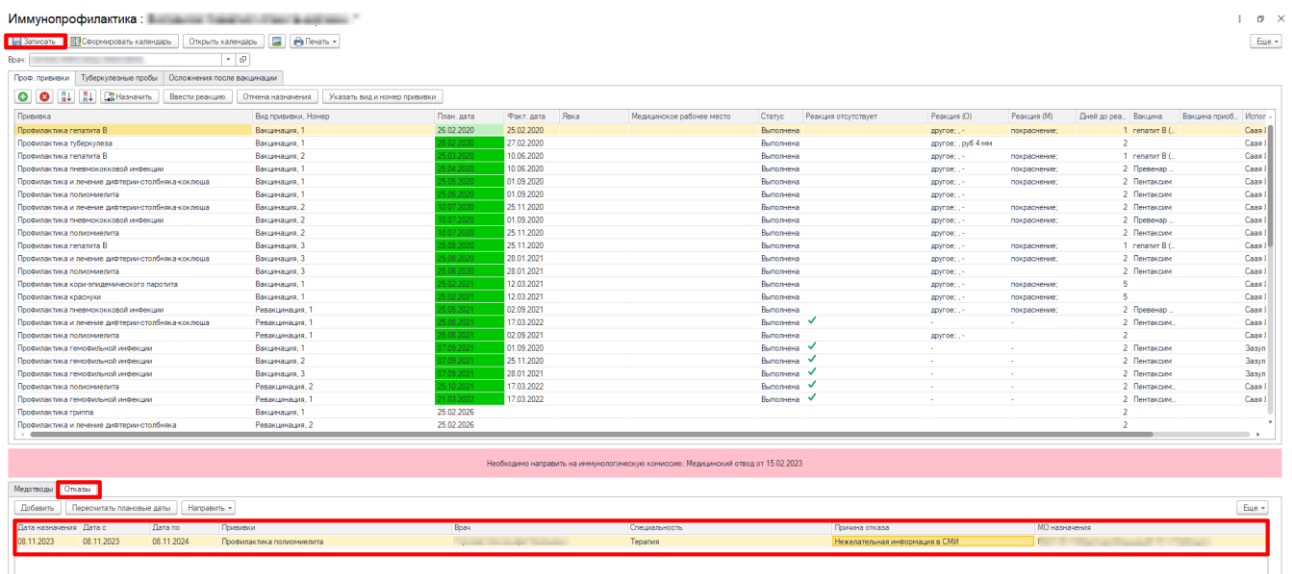 Иммунопрофилактика :
Записать Сформировать календарь Открыть календарь Печать Еще
Врач:
Проф. прививки Туберкулезные пробы Осложнения после вакцинации
Назначить Ввести реакцию Отмена назначения Указать вид и номер прививки
Прививка Вид прививки, Номер План. дата Факт. дата Явка Медицинское рабочее место Статус Реакция отсутствует Реакция (О) Реакция (М) Дней до реа... Вакцина Вакцина приоб... Испол
Профилактика гепатита В Вакцинация, 1 26.02.2020 25.02.2020 Выполнена другое; , - покраснение; 1 гепатит В (...
Профилактика туберкулеза Вакцинация, 1 28.02.2020 27.02.2020 Выполнена другое; , руб 4 мм 2
Профилактика гепатита В Вакцинация, 2 25.03.2020 10.06.2020 Выполнена другое; , - покраснение; 1 гепатит В (...
Профилактика пневмококковой инфекции Вакцинация, 1 25.04.2020 10.06.2020 Выполнена другое; , - покраснение; 2 Превенар ...
Профилактика и лечение дифтерии-столбняка-коклюша Вакцинация, 1 25.05.2020 01.09.2020 Выполнена другое; , - покраснение; 2 Пентаксим
Профилактика полиомиелита Вакцинация, 1 25.05.2020 01.09.2020 Выполнена другое; , - 2 Пентаксим
Профилактика и лечение дифтерии-столбняка-коклюша Вакцинация, 2 10.07.2020 25.11.2020 Выполнена другое; , - покраснение; 2 Пентаксим
Профилактика пневмококковой инфекции Вакцинация, 2 10.07.2020 01.09.2020 Выполнена другое; , - покраснение; 2 Превенар ...
Профилактика полиомиелита Вакцинация, 2 10.07.2020 25.11.2020 Выполнена другое; , - 2 Пентаксим
Профилактика гепатита В Вакцинация, 3 25.08.2020 25.11.2020 Выполнена другое; , - покраснение; 1 гепатит В (...
Профилактика и лечение дифтерии-столбняка-коклюша Вакцинация, 3 25.08.2020 28.01.2021 Выполнена другое; , - покраснение; 2 Пентаксим
Профилактика полиомиелита Вакцинация, 3 25.08.2020 28.01.2021 Выполнена другое; , - покраснение; 2 Пентаксим
Профилактика кори-эпидемического паротита Вакцинация, 1 25.02.2021 12.03.2021 Выполнена другое; , - покраснение; 5
Профилактика краснухи Вакцинация, 1 25.02.2021 12.03.2021 Выполнена другое; , - покраснение; 5
Профилактика пневмококковой инфекции Ревакцинация, 1 25.05.2021 02.09.2021 Выполнена другое; , - покраснение; 2 Превенар ...
Профилактика и лечение дифтерии-столбняка-коклюша Ревакцинация, 1 25.08.2021 17.03.2022 Выполнена - - 2 Пентаксим...
Профилактика полиомиелита Ревакцинация, 1 25.08.2021 02.09.2021 Выполнена другое; , - 2
Профилактика гемофильной инфекции Вакцинация, 1 07.09.2021 01.09.2020 Выполнена - - 2 Пентаксим Зазул
Профилактика гемофильной инфекции Вакцинация, 2 07.09.2021 25.11.2020 Выполнена - - 2 Пентаксим Зазул
Профилактика гемофильной инфекции Вакцинация, 3 07.09.2021 28.01.2021 Выполнена - - 2 Пентаксим Зазул
Профилактика полиомиелита Ревакцинация, 2 25.10.2021 17.03.2022 Выполнена - - 2 Пентаксим...
Профилактика гемофильной инфекции Ревакцинация, 1 21.03.2022 17.03.2022 Выполнена - - 2 Пентаксим...
Профилактика гриппа Вакцинация, 1 25.02.2026 2
Профилактика и лечение дифтерии-столбняка Ревакцинация, 2 25.02.2026 2
Необходимо направить на иммунологическую комиссию: Медицинский отвод от 15.02.2023
Медотводы Отказы
Добавить Пересчитать плановые даты Направить Еще
Дата назначения Дата с Дата по Прививки Врач Специальность Причина отказа МО назначения
08.11.2023 08.11.2023 08.11.2024 Профилактика полиомиелита Терапия Нежелательная информация в СМИ